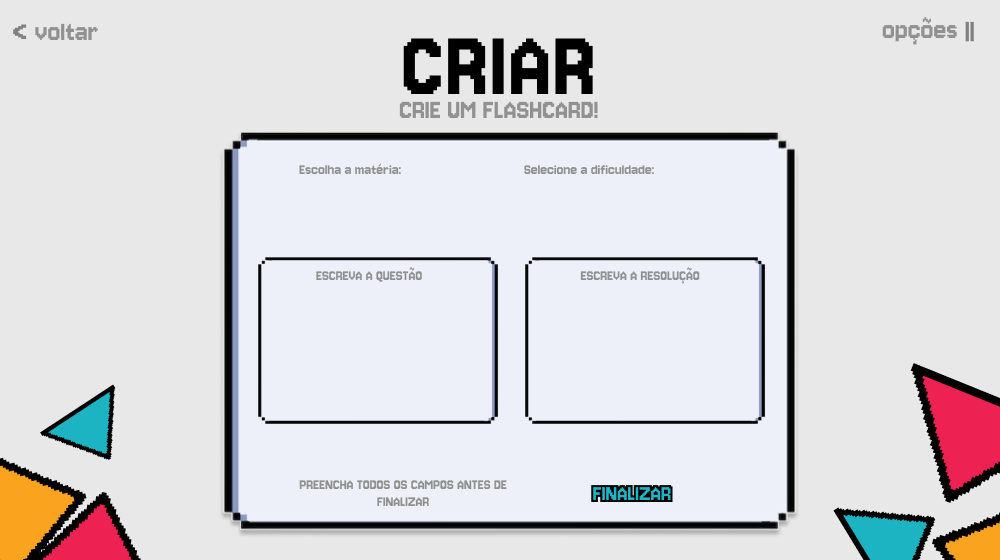 < voltar
opções ||
CRIAR
CRIE UM FLASHCARD!
Escolha a matéria:
Selecione a dificuldade:
ESCREVA A QUESTÃO
ESCREVA A RESOLUÇÃO
PREENCHA TODOS OS CAMPOS ANTES DE
FINALIZAR
FINALIZAR